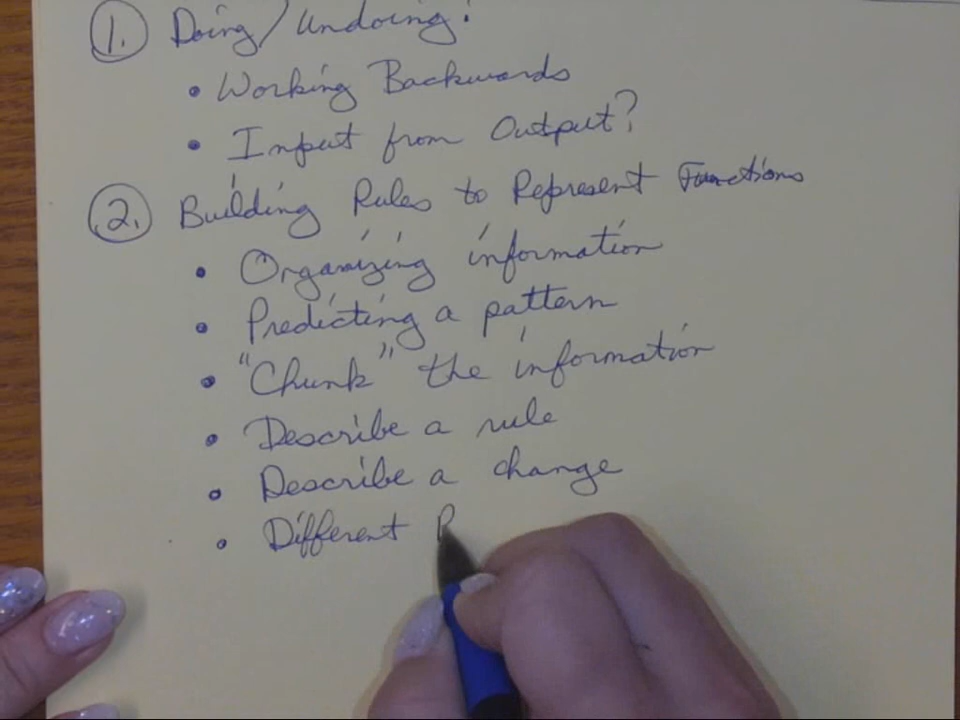 1. Doing/Undoing:
• Working Backwards
• Input from Output?
2. Building Rules to Represent Functions
• Organizing information
• Predicting a pattern
• "Chunk" the information
• Describe a rule
• Describe a change
• Different R